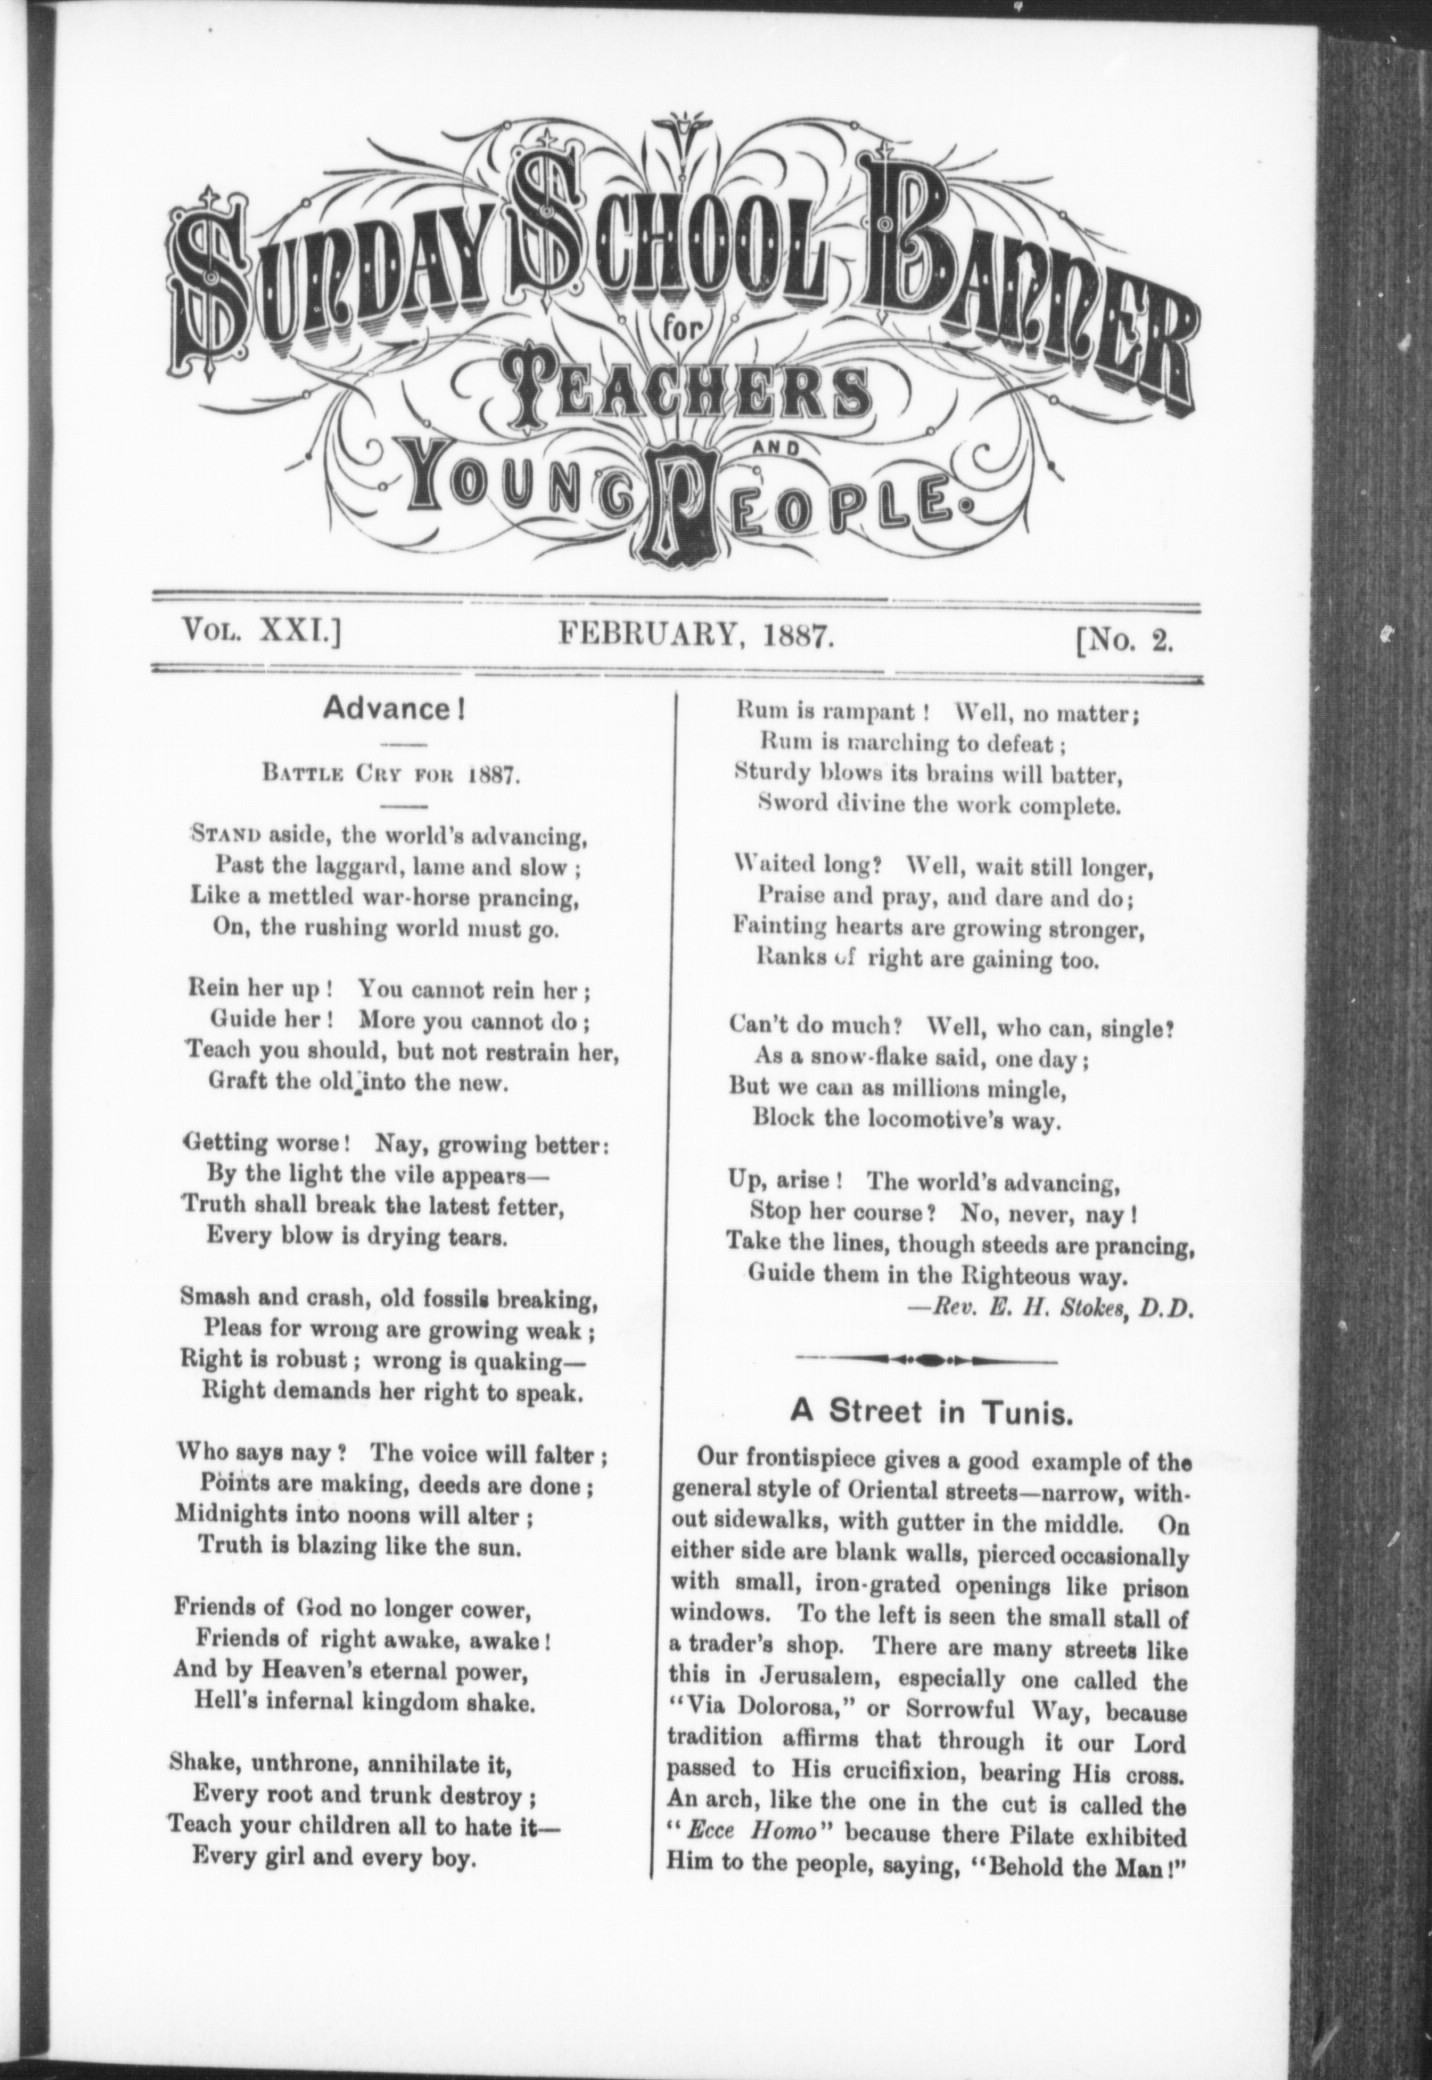 SUNDAY SCHOOL BANNER
for
TEACHERS
AND
YOUNG PEOPLE.
VOL. XXI.] FEBRUARY, 1887. [No. 2.
Advance!
BATTLE CRY FOR 1887.
STAND aside, the world's advancing,
Past the laggard, lame and slow;
Like a mettled war-horse prancing,
On, the rushing world must go.
Rein her up! You cannot rein her;
Guide her! More you cannot do;
Teach you should, but not restrain her,
Graft the old into the new.
Getting worse! Nay, growing better:
By the light the vile appears—
Truth shall break the latest fetter,
Every blow is drying tears.
Smash and crash, old fossils breaking,
Pleas for wrong are growing weak;
Right is robust; wrong is quaking—
Right demands her right to speak.
Who says nay? The voice will falter;
Points are making, deeds are done;
Midnights into noons will alter;
Truth is blazing like the sun.
Friends of God no longer cower,
Friends of right awake, awake!
And by Heaven's eternal power,
Hell's infernal kingdom shake.
Shake, unthrone, annihilate it,
Every root and trunk destroy;
Teach your children all to hate it—
Every girl and every boy.
Rum is rampant! Well, no matter;
Rum is marching to defeat;
Sturdy blows its brains will batter,
Sword divine the work complete.
Waited long? Well, wait still longer,
Praise and pray, and dare and do;
Fainting hearts are growing stronger,
Ranks of right are gaining too.
Can't do much? Well, who can, single?
As a snow-flake said, one day;
But we can as millions mingle,
Block the locomotive's way.
Up, arise! The world's advancing,
Stop her course? No, never, nay!
Take the lines, though steeds are prancing,
Guide them in the Righteous way.
—Rev. E. H. Stokes, D.D.
A Street in Tunis.
Our frontispiece gives a good example of the
general style of Oriental streets—narrow, with-
out sidewalks, with gutter in the middle. On
either side are blank walls, pierced occasionally
with small, iron-grated openings like prison
windows. To the left is seen the small stall of
a trader's shop. There are many streets like
this in Jerusalem, especially one called the
"Via Dolorosa," or Sorrowful Way, because
tradition affirms that through it our Lord
passed to His crucifixion, bearing His cross.
An arch, like the one in the cut is called the
"Ecce Homo" because there Pilate exhibited
Him to the people, saying, "Behold the Man!"